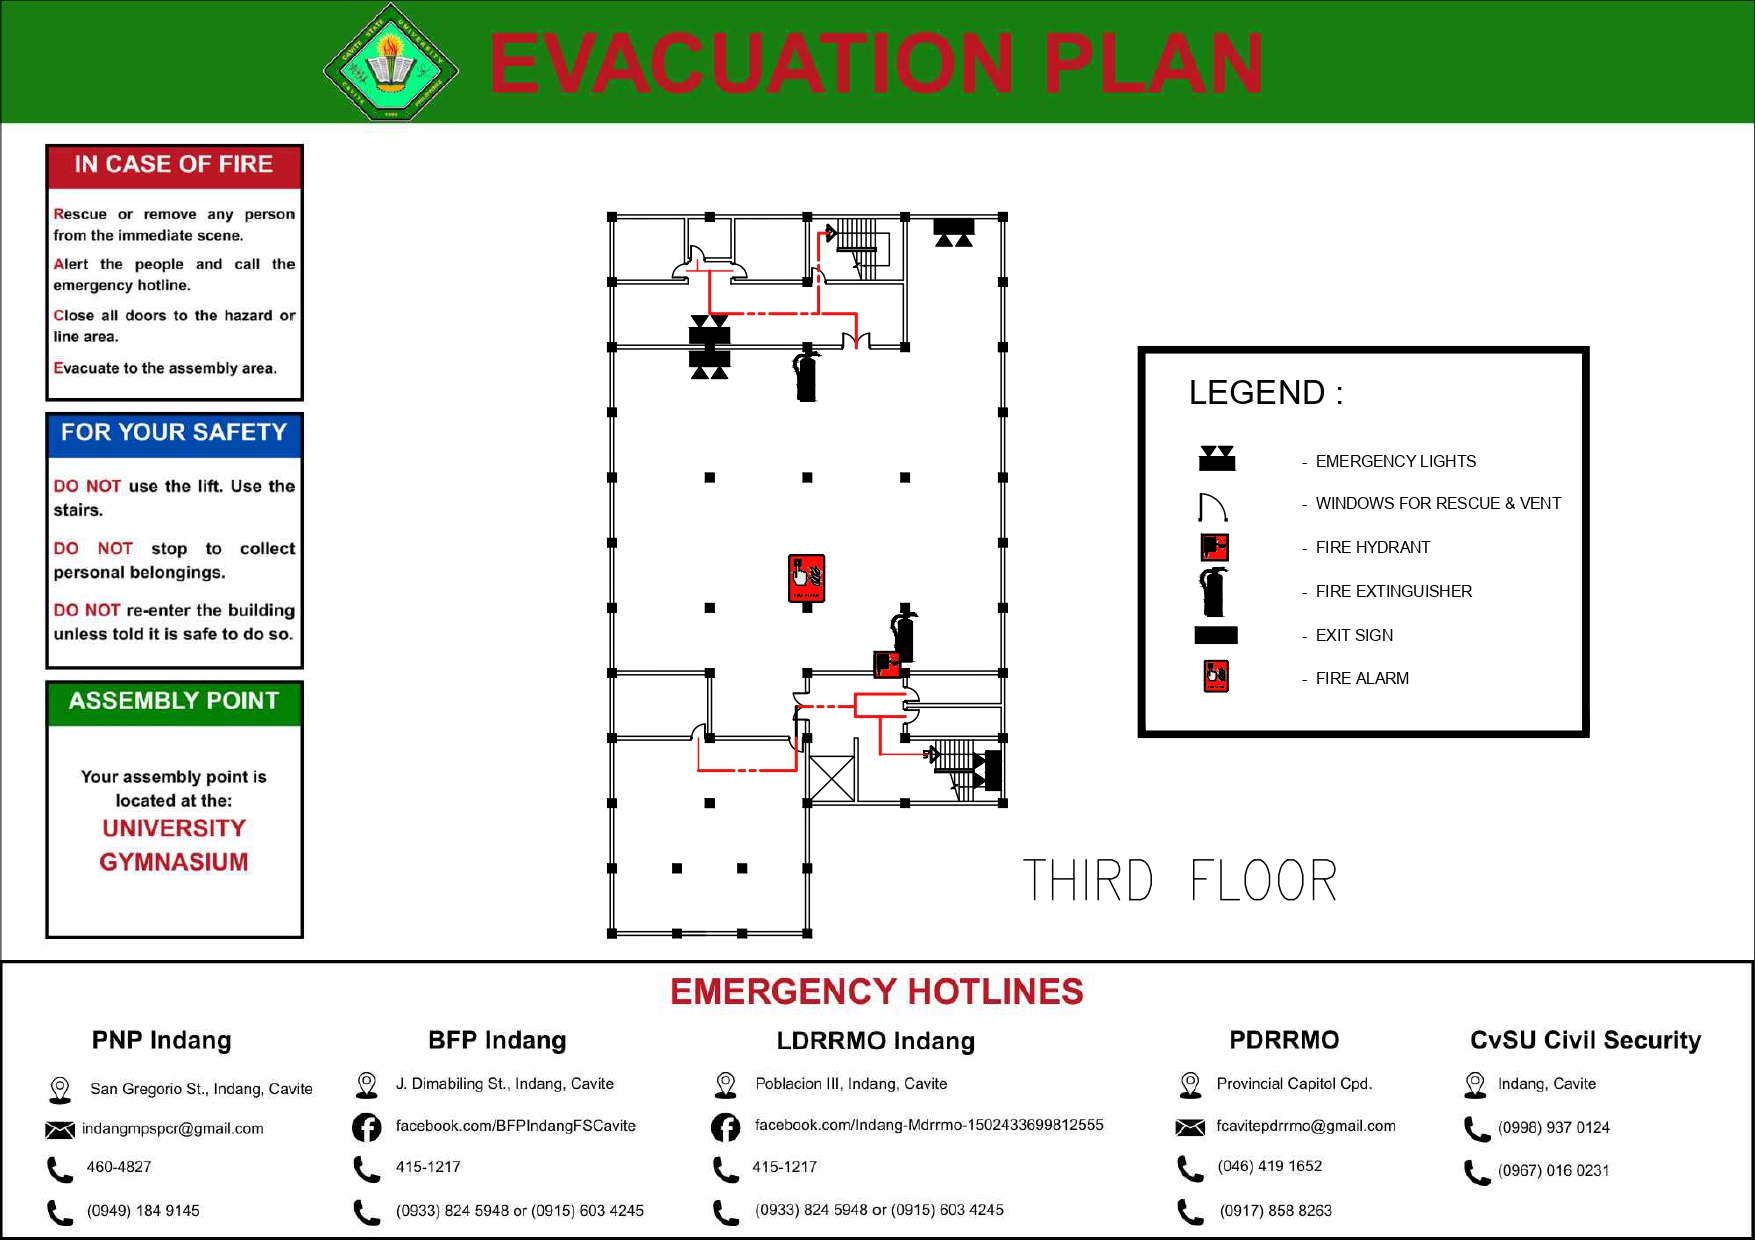 EVACUATION PLAN
CAVITE STATE UNIVERSITY
CAVITE
PHILIPPINES
1906
IN CASE OF FIRE
Rescue or remove any person
from the immediate scene.
Alert the people and call the
emergency hotline.
Close all doors to the hazard or
line area.
Evacuate to the assembly area.
FOR YOUR SAFETY
DO NOT use the lift. Use the
stairs.
DO NOT stop to collect
personal belongings.
DO NOT re-enter the building
unless told it is safe to do so.
ASSEMBLY POINT
Your assembly point is
located at the:
UNIVERSITY
GYMNASIUM
LEGEND :
- EMERGENCY LIGHTS
- WINDOWS FOR RESCUE & VENT
- FIRE HYDRANT
- FIRE EXTINGUISHER
- EXIT SIGN
- FIRE ALARM
THIRD FLOOR
EMERGENCY HOTLINES
PNP Indang
San Gregorio St., Indang, Cavite
indangmpspcr@gmail.com
460-4827
(0949) 184 9145
BFP Indang
J. Dimabiling St., Indang, Cavite
facebook.com/BFPIndangFSCavite
415-1217
(0933) 824 5948 or (0915) 603 4245
LDRRMO Indang
Poblacion III, Indang, Cavite
facebook.com/Indang-Mdrrmo-1502433699812555
415-1217
(0933) 824 5948 or (0915) 603 4245
PDRRMO
Provincial Capitol Cpd.
fcavitepdrrmo@gmail.com
(046) 419 1652
(0917) 858 8263
CvSU Civil Security
Indang, Cavite
(0998) 937 0124
(0967) 016 0231